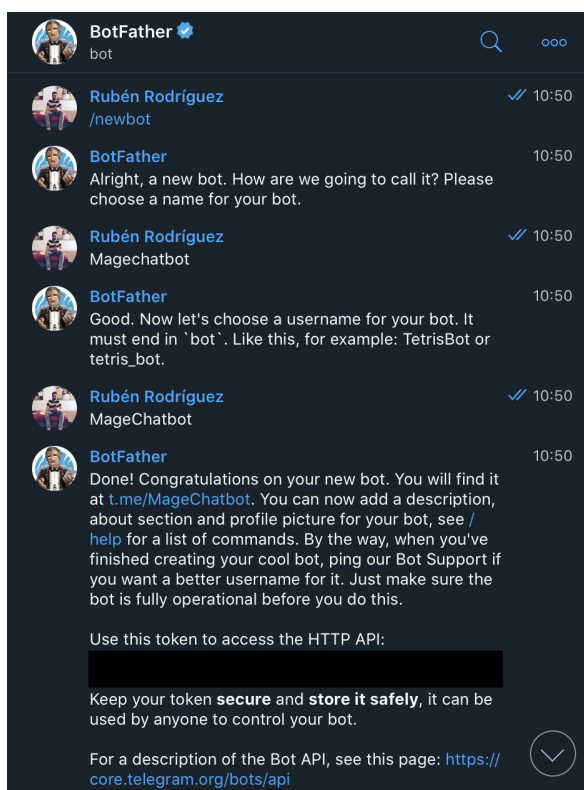 BotFather
bot
Rubén Rodríguez 10:50
/newbot
BotFather 10:50
Alright, a new bot. How are we going to call it? Please
choose a name for your bot.
Rubén Rodríguez 10:50
Magechatbot
BotFather 10:50
Good. Now let's choose a username for your bot. It
must end in `bot`. Like this, for example: TetrisBot or
tetris_bot.
Rubén Rodríguez 10:50
MageChatbot
BotFather 10:50
Done! Congratulations on your new bot. You will find it
at t.me/MageChatbot. You can now add a description,
about section and profile picture for your bot, see /
help for a list of commands. By the way, when you've
finished creating your cool bot, ping our Bot Support if
you want a better username for it. Just make sure the
bot is fully operational before you do this.
Use this token to access the HTTP API:
Keep your token secure and store it safely, it can be
used by anyone to control your bot.
For a description of the Bot API, see this page: https://
core.telegram.org/bots/api